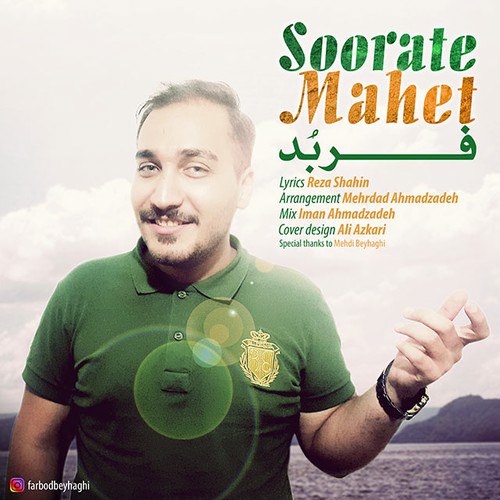 Soorate
Mahet
فربُد
Lyrics Reza Shahin
Arrangement Mehrdad Ahmadzadeh
Mix Iman Ahmadzadeh
Cover design Ali Azkari
Special thanks to Mehdi Beyhaghi
farbodbeyhaghi